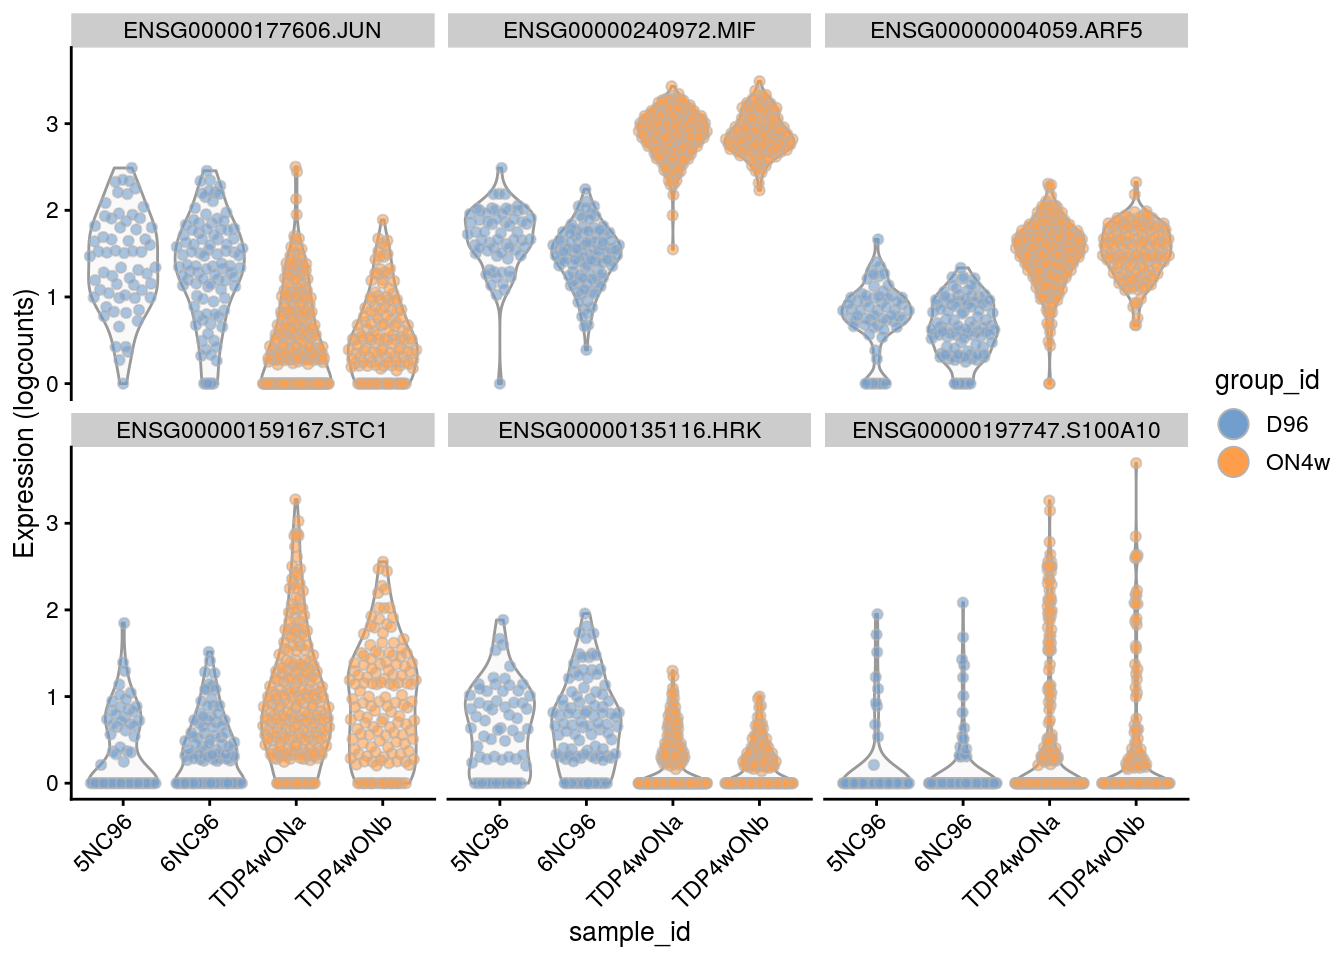 ENSG00000177606.JUN
ENSG00000240972.MIF
ENSG00000004059.ARF5
3
2
1
0
Expression (logcounts)
group_id
D96
ON4w
ENSG00000159167.STC1
ENSG00000135116.HRK
ENSG00000197747.S100A10
3
2
1
0
5NC96
6NC96
TDP4wONa
TDP4wONb
5NC96
6NC96
TDP4wONa
TDP4wONb
5NC96
6NC96
TDP4wONa
TDP4wONb
sample_id